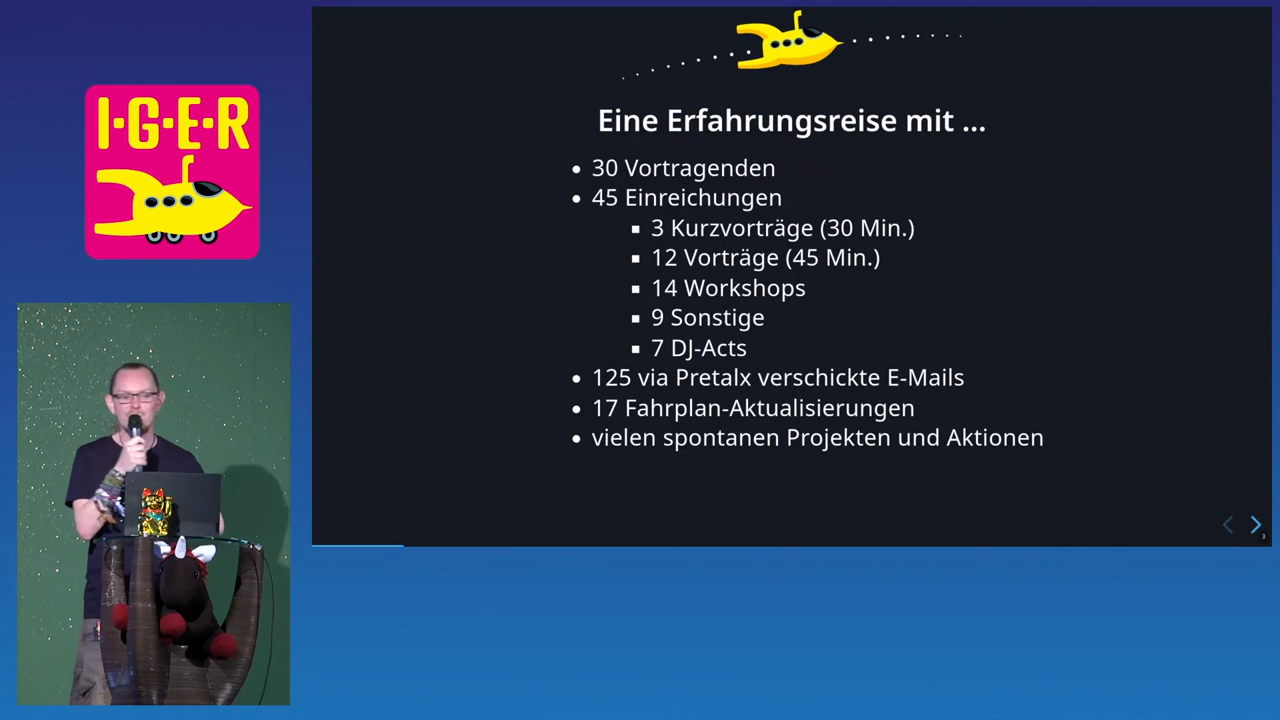 I·G·E·R
Eine Erfahrungsreise mit ...
30 Vortragenden
45 Einreichungen
3 Kurzvorträge (30 Min.)
12 Vorträge (45 Min.)
14 Workshops
9 Sonstige
7 DJ-Acts
125 via Pretalx verschickte E-Mails
17 Fahrplan-Aktualisierungen
vielen spontanen Projekten und Aktionen
3